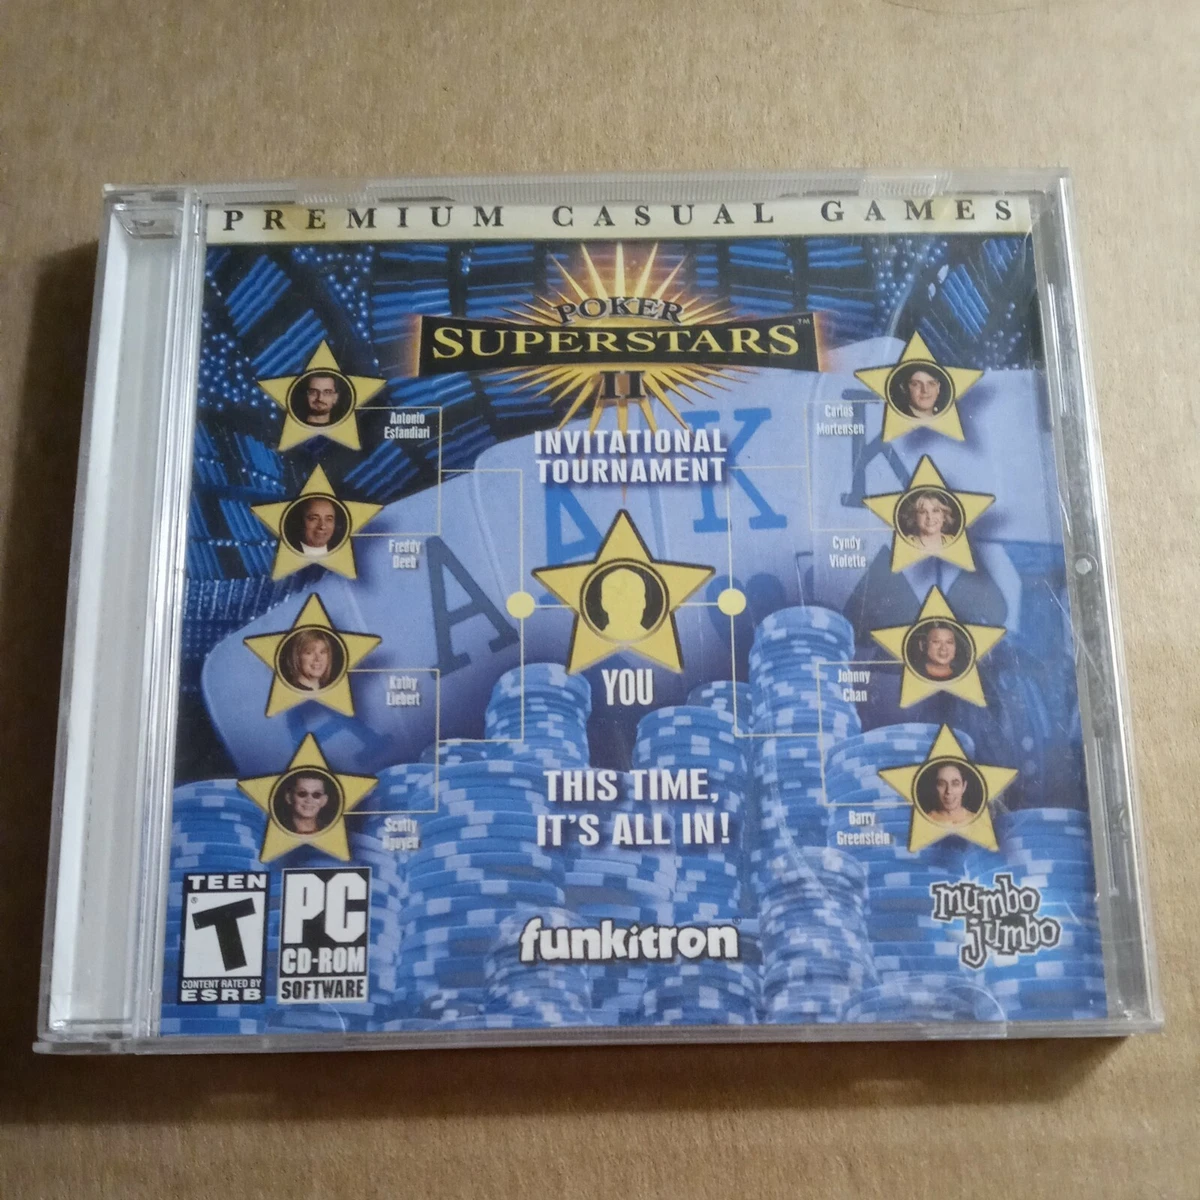 PREMIUM CASUAL GAMES
POKER
SUPERSTARS™
II
INVITATIONAL
TOURNAMENT
Antonio
Esfandiari
Freddy
Deeb
Kathy
Liebert
Scotty
Nguyen
Carlos
Mortensen
Cyndy
Violette
Johnny
Chan
Barry
Greenstein
A
A
A
K
K
YOU
THIS TIME,
IT'S ALL IN!
TEEN
T
®
CONTENT RATED BY
ESRB
PC
CD-ROM
SOFTWARE
funkitron®
mumbo
jumbo